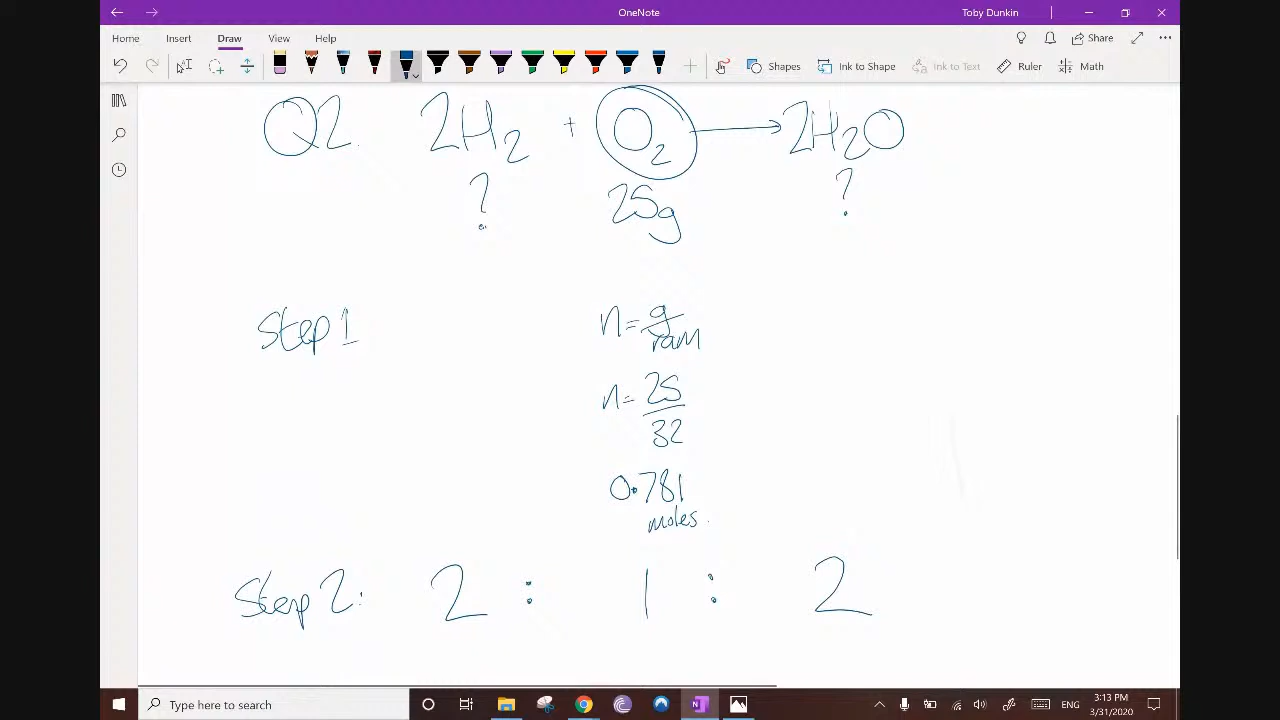 OneNote
Toby Dunkin
Home Insert Draw View Help
Share
Shapes Ink to Shape Ink to Text Ruler Math
Q2. 2H₂ + O₂ → 2H₂O
? 25g ?
Step 1
n = g/ram
n = 25/32
0.781
moles.
Step 2: 2 : 1 : 2
Type here to search
ENG
3:13 PM
3/31/2020